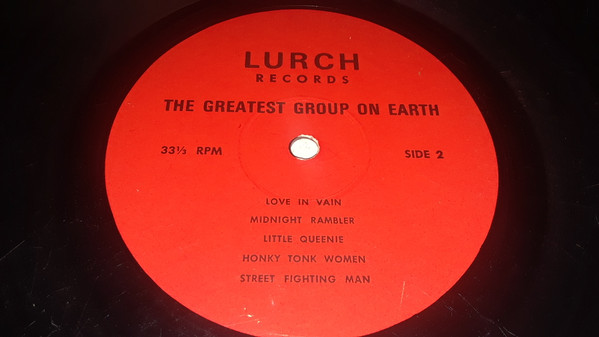 LURCH
RECORDS
THE GREATEST GROUP ON EARTH
33⅓ RPM SIDE 2
LOVE IN VAIN
MIDNIGHT RAMBLER
LITTLE QUEENIE
HONKY TONK WOMEN
STREET FIGHTING MAN